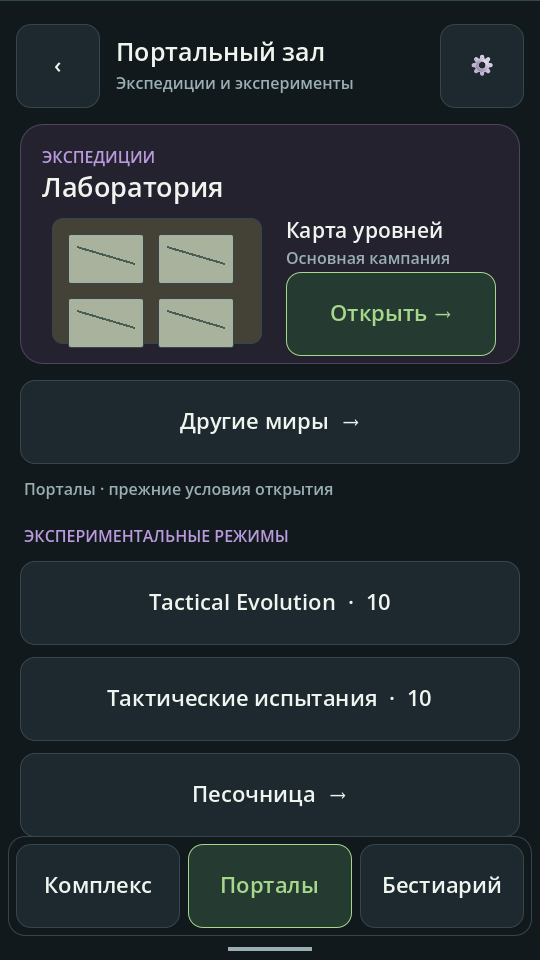 ‹
Портальный зал
Экспедиции и эксперименты
ЭКСПЕДИЦИИ
Лаборатория
Карта уровней
Основная кампания
Открыть →
Другие миры →
Порталы · прежние условия открытия
ЭКСПЕРИМЕНТАЛЬНЫЕ РЕЖИМЫ
Tactical Evolution · 10
Тактические испытания · 10
Песочница →
Комплекс
Порталы
Бестиарий